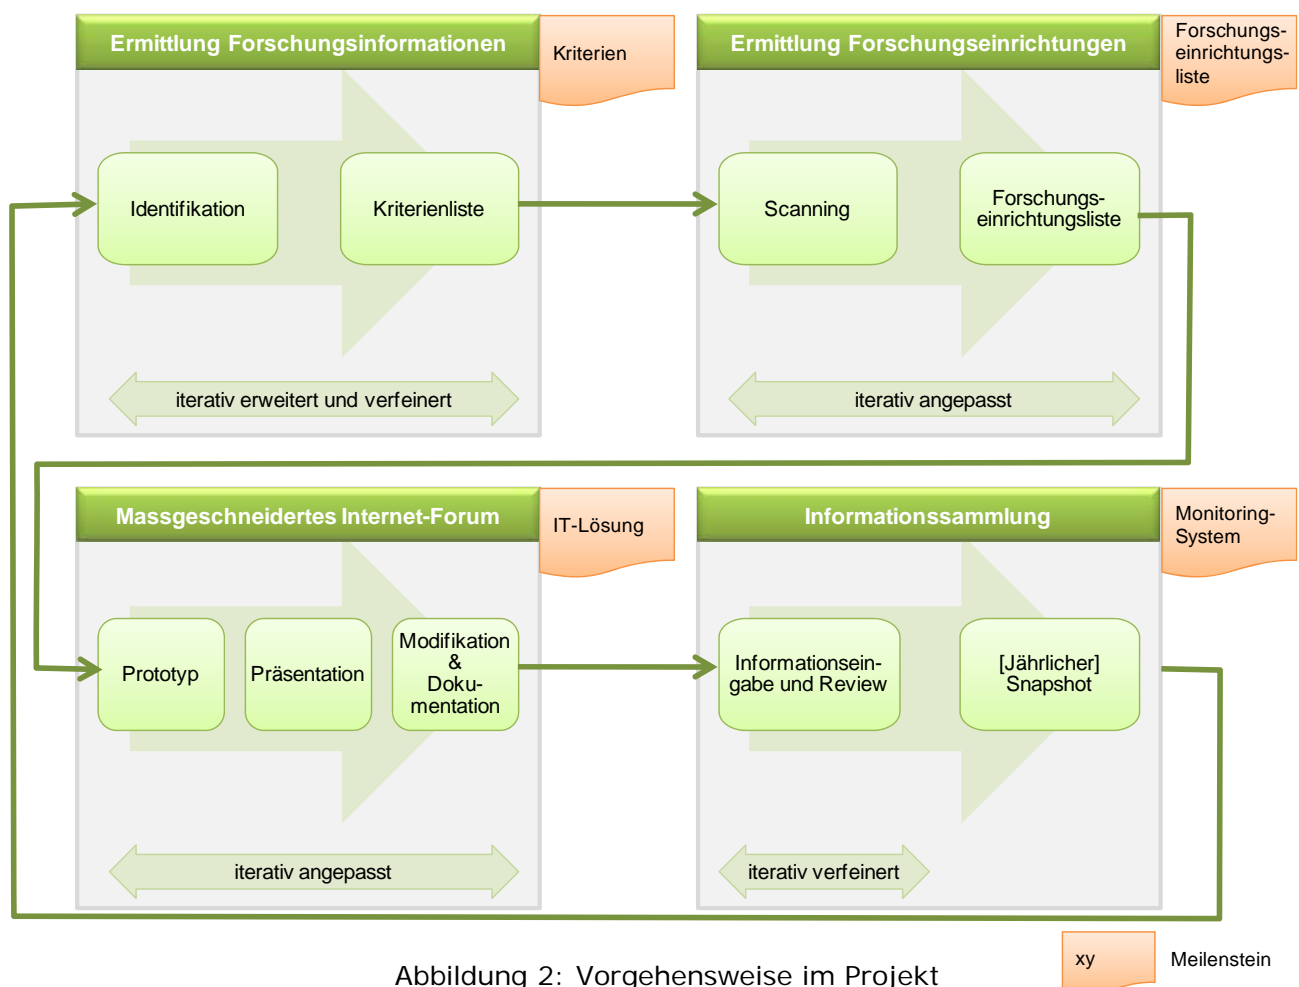 Ermittlung Forschungsinformationen
Kriterien
Identifikation
Kriterienliste
iterativ erweitert und verfeinert
Ermittlung Forschungseinrichtungen
Forschungs-
einrichtungs-
liste
Scanning
Forschungs-
einrichtungsliste
iterativ angepasst
Massgeschneidertes Internet-Forum
IT-Lösung
Prototyp
Präsentation
Modifikation
&
Doku-
mentation
iterativ angepasst
Informationssammlung
Monitoring-
System
Informationsein-
gabe und Review
[Jährlicher]
Snapshot
iterativ verfeinert
xy
Meilenstein
Abbildung 2: Vorgehensweise im Projekt